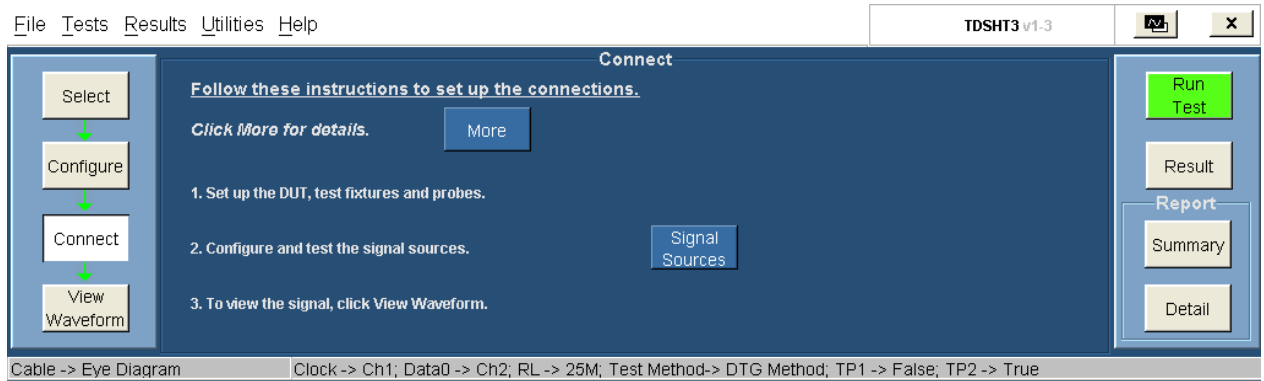 File Tests Results Utilities Help
TDSHT3 v1-3
x
Connect
Select
Configure
Connect
View
Waveform
Follow these instructions to set up the connections.
Click More for details.
More
1. Set up the DUT, test fixtures and probes.
2. Configure and test the signal sources.
Signal
Sources
3. To view the signal, click View Waveform.
Run
Test
Result
Report
Summary
Detail
Cable -> Eye Diagram
Clock -> Ch1; Data0 -> Ch2; RL -> 25M; Test Method-> DTG Method; TP1 -> False; TP2 -> True